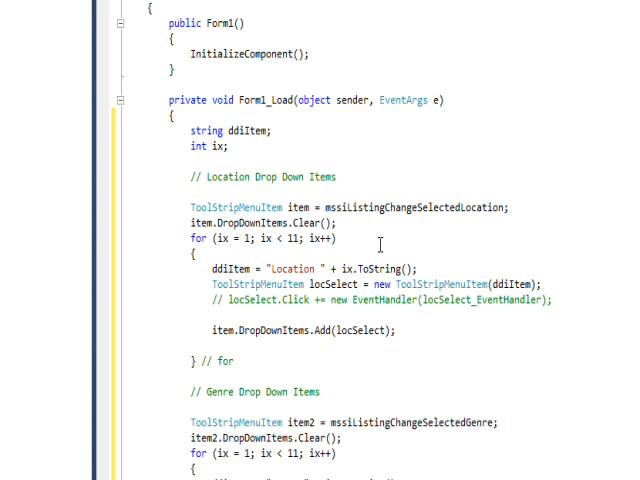 {
public Form1()
{
InitializeComponent();
}
private void Form1_Load(object sender, EventArgs e)
{
string ddiItem;
int ix;
// Location Drop Down Items
ToolStripMenuItem item = mssiListingChangeSelectedLocation;
item.DropDownItems.Clear();
for (ix = 1; ix < 11; ix++)
{
ddiItem = "Location " + ix.ToString();
ToolStripMenuItem locSelect = new ToolStripMenuItem(ddiItem);
// locSelect.Click += new EventHandler(locSelect_EventHandler);
item.DropDownItems.Add(locSelect);
} // for
// Genre Drop Down Items
ToolStripMenuItem item2 = mssiListingChangeSelectedGenre;
item2.DropDownItems.Clear();
for (ix = 1; ix < 11; ix++)
{